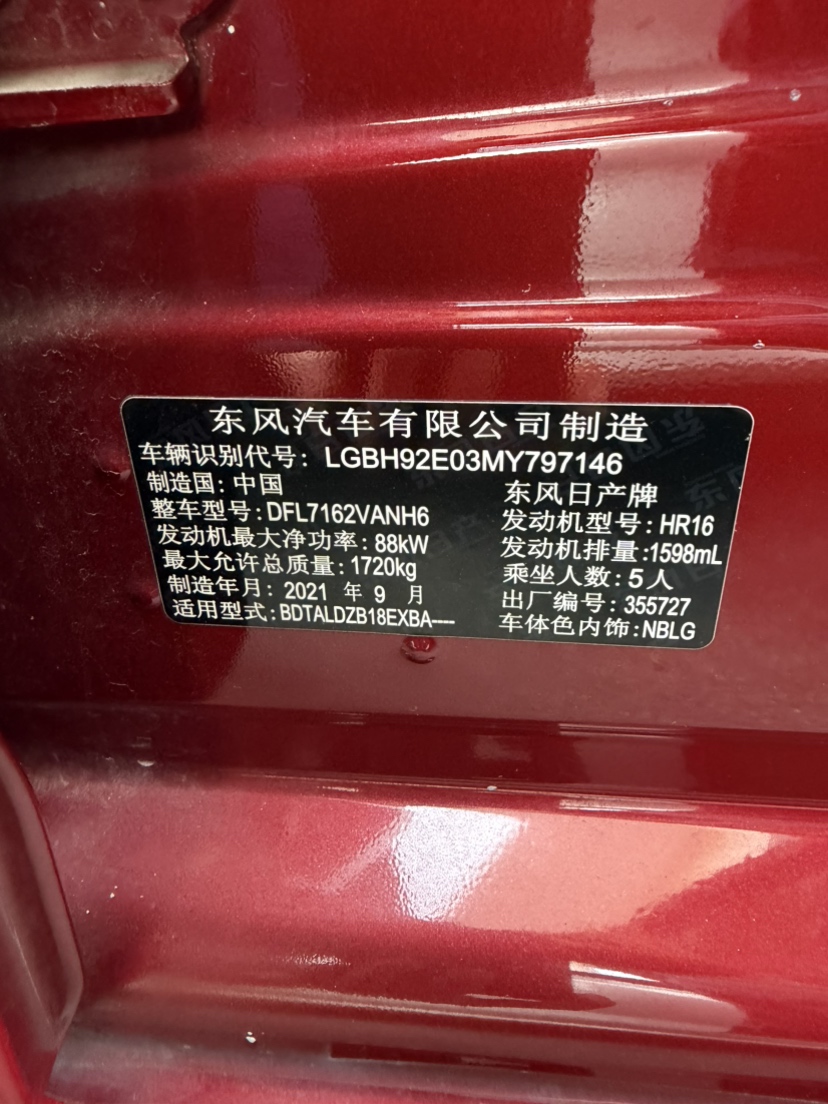 东风汽车有限公司制造
车辆识别代号: LGBH92E03MY797146
制造国: 中国
东风日产牌
整车型号: DFL7162VANH6
发动机型号: HR16
发动机最大净功率: 88kW
发动机排量: 1598mL
最大允许总质量: 1720kg
乘坐人数: 5人
制造年月: 2021 年 9 月
出厂编号: 355727
适用型式: BDTALDZB18EXBA----
车体色内饰: NBLG